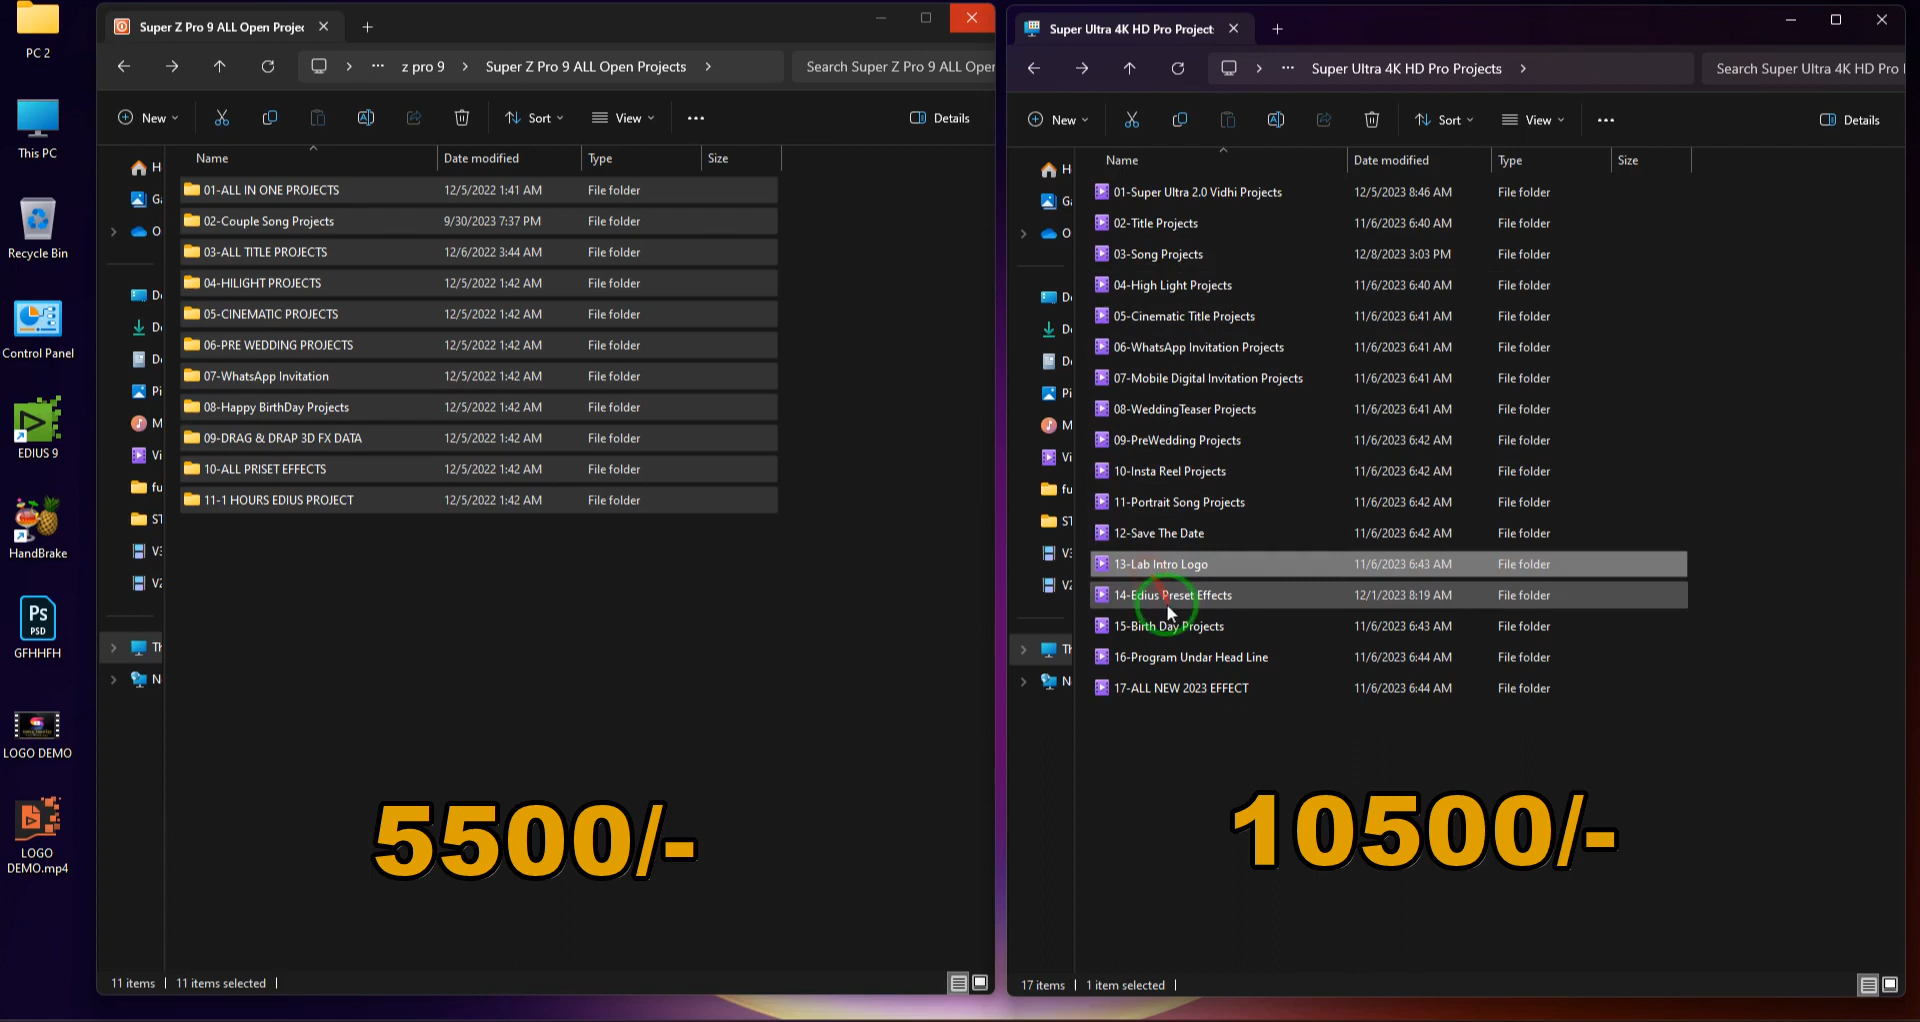 PC 2
This PC
Recycle Bin
Control Panel
EDIUS 9
HandBrake
Ps
PSD
GFHHFH
LOGO DEMO
LOGO
DEMO.mp4
Super Z Pro 9 ALL Open Projec
z pro 9
Super Z Pro 9 ALL Open Projects
Search Super Z Pro 9 ALL Oper
New
Sort
View
Details
Name
Date modified
Type
Size
01-ALL IN ONE PROJECTS 12/5/2022 1:41 AM File folder
02-Couple Song Projects 9/30/2023 7:37 PM File folder
03-ALL TITLE PROJECTS 12/6/2022 3:44 AM File folder
04-HILIGHT PROJECTS 12/5/2022 1:42 AM File folder
05-CINEMATIC PROJECTS 12/5/2022 1:42 AM File folder
06-PRE WEDDING PROJECTS 12/5/2022 1:42 AM File folder
07-WhatsApp Invitation 12/5/2022 1:42 AM File folder
08-Happy BirthDay Projects 12/5/2022 1:42 AM File folder
09-DRAG & DRAP 3D FX DATA 12/5/2022 1:42 AM File folder
10-ALL PRISET EFFECTS 12/5/2022 1:42 AM File folder
11-1 HOURS EDIUS PROJECT 12/5/2022 1:42 AM File folder
5500/-
11 items
11 items selected
Super Ultra 4K HD Pro Project
Super Ultra 4K HD Pro Projects
Search Super Ultra 4K HD Pro
New
Sort
View
Details
Name
Date modified
Type
Size
01-Super Ultra 2.0 Vidhi Projects 12/5/2023 8:46 AM File folder
02-Title Projects 11/6/2023 6:40 AM File folder
03-Song Projects 12/8/2023 3:03 PM File folder
04-High Light Projects 11/6/2023 6:40 AM File folder
05-Cinematic Title Projects 11/6/2023 6:41 AM File folder
06-WhatsApp Invitation Projects 11/6/2023 6:41 AM File folder
07-Mobile Digital Invitation Projects 11/6/2023 6:41 AM File folder
08-WeddingTeaser Projects 11/6/2023 6:41 AM File folder
09-PreWedding Projects 11/6/2023 6:42 AM File folder
10-Insta Reel Projects 11/6/2023 6:42 AM File folder
11-Portrait Song Projects 11/6/2023 6:42 AM File folder
12-Save The Date 11/6/2023 6:42 AM File folder
13-Lab Intro Logo 11/6/2023 6:43 AM File folder
14-Edius Preset Effects 12/1/2023 8:19 AM File folder
15-Birth Day Projects 11/6/2023 6:43 AM File folder
16-Program Undar Head Line 11/6/2023 6:44 AM File folder
17-ALL NEW 2023 EFFECT 11/6/2023 6:44 AM File folder
10500/-
17 items
1 item selected